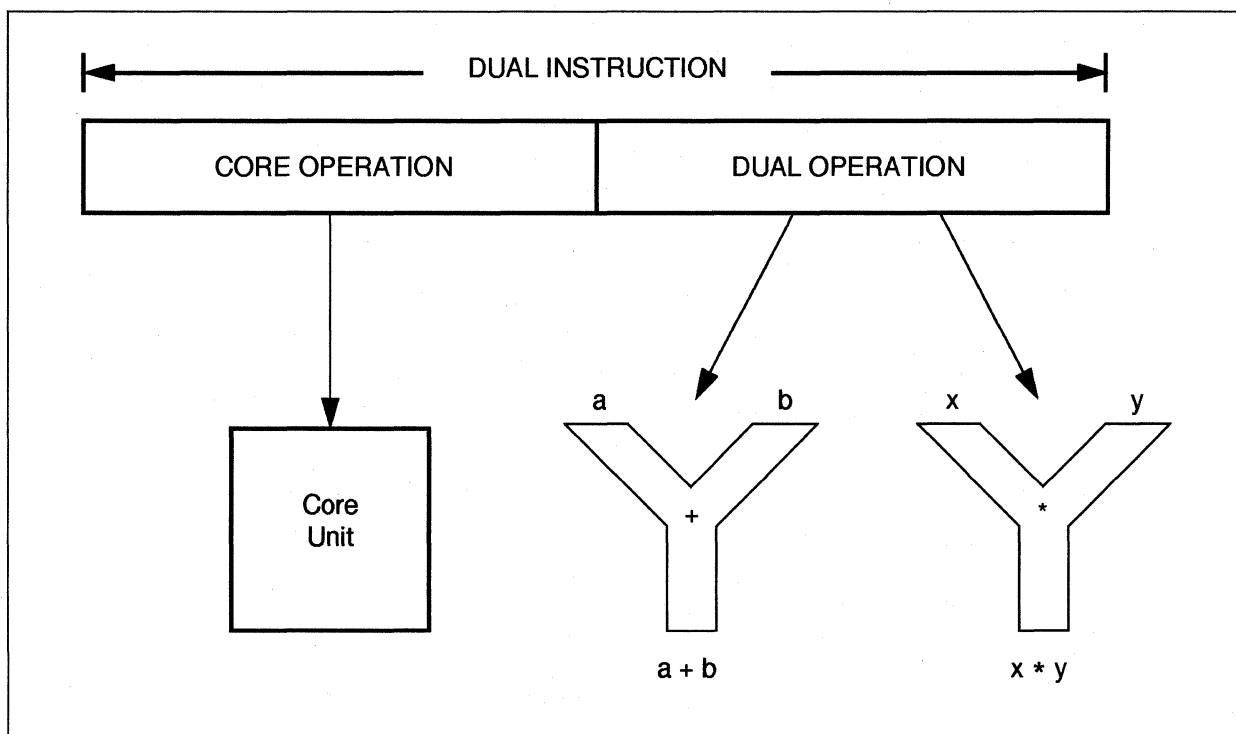 DUAL INSTRUCTION
CORE OPERATION
DUAL OPERATION
a
b
x
y
Core
Unit
+
*
a + b
x * y